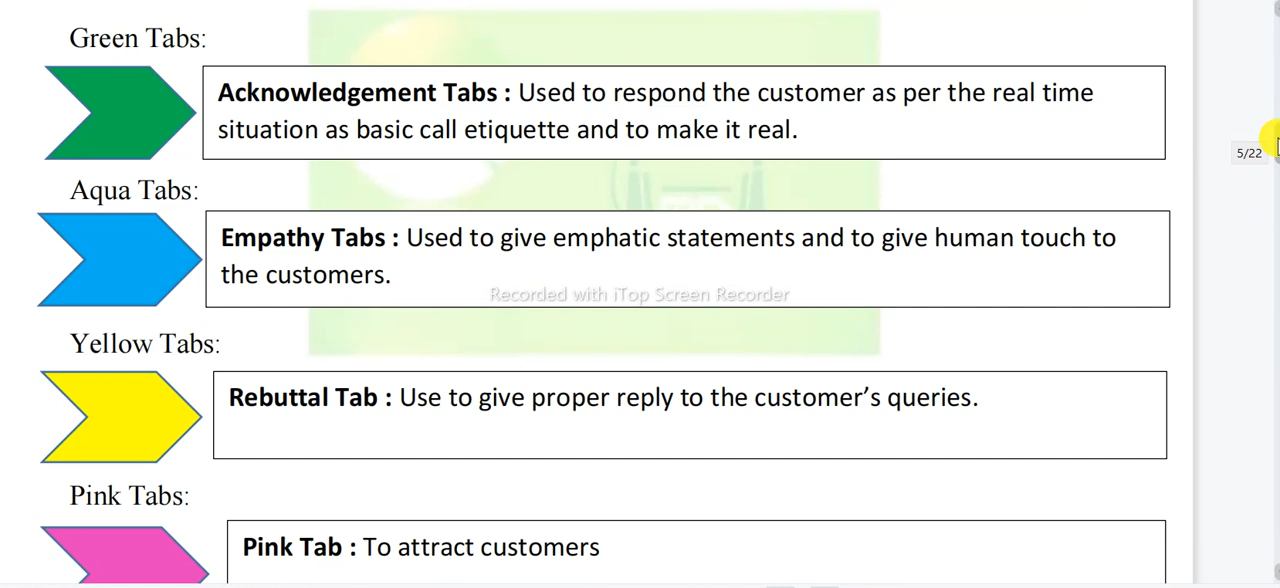 Green Tabs:
Acknowledgement Tabs : Used to respond the customer as per the real time
situation as basic call etiquette and to make it real.
5/22
Aqua Tabs:
Empathy Tabs : Used to give emphatic statements and to give human touch to
the customers.
Recorded with iTop Screen Recorder
Yellow Tabs:
Rebuttal Tab : Use to give proper reply to the customer’s queries.
Pink Tabs:
Pink Tab : To attract customers